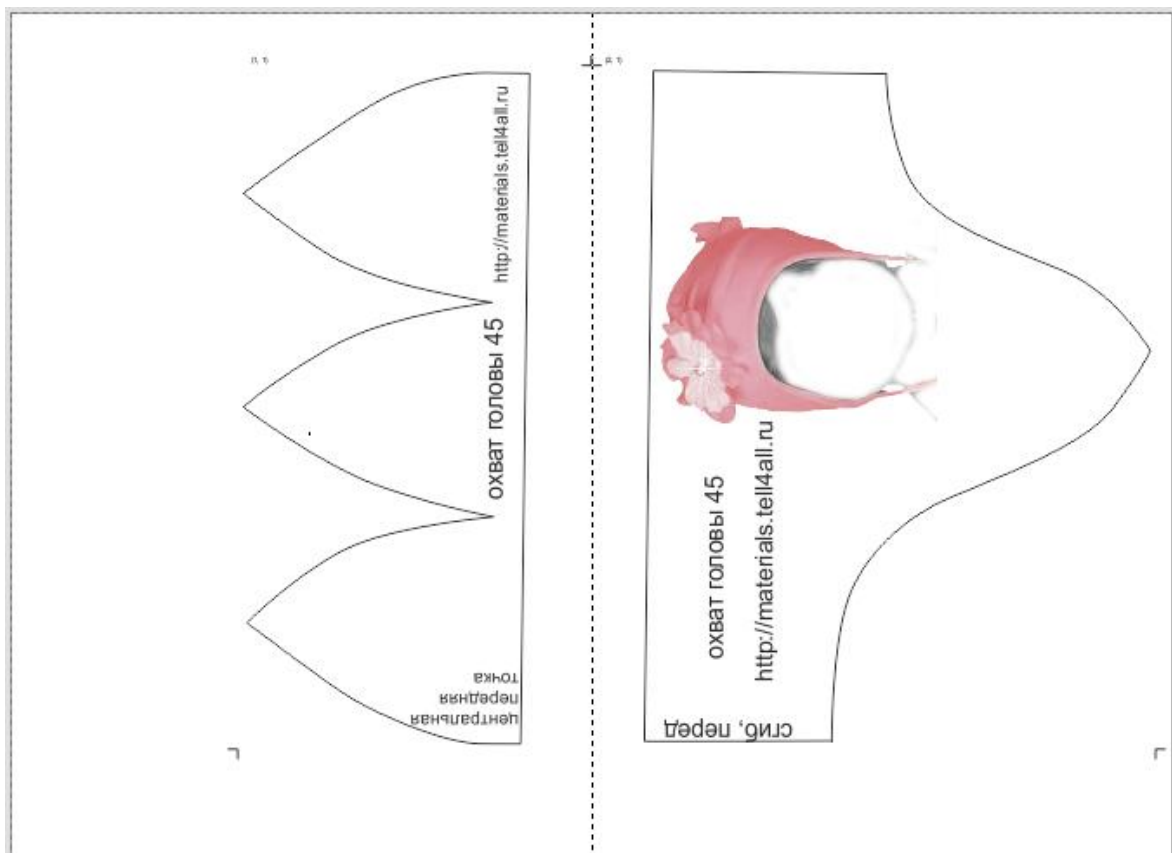 http://materials.tell4all.ru
охват головы 45
центральная
передняя
точка
охват головы 45
http://materials.tell4all.ru
сгиб, перед